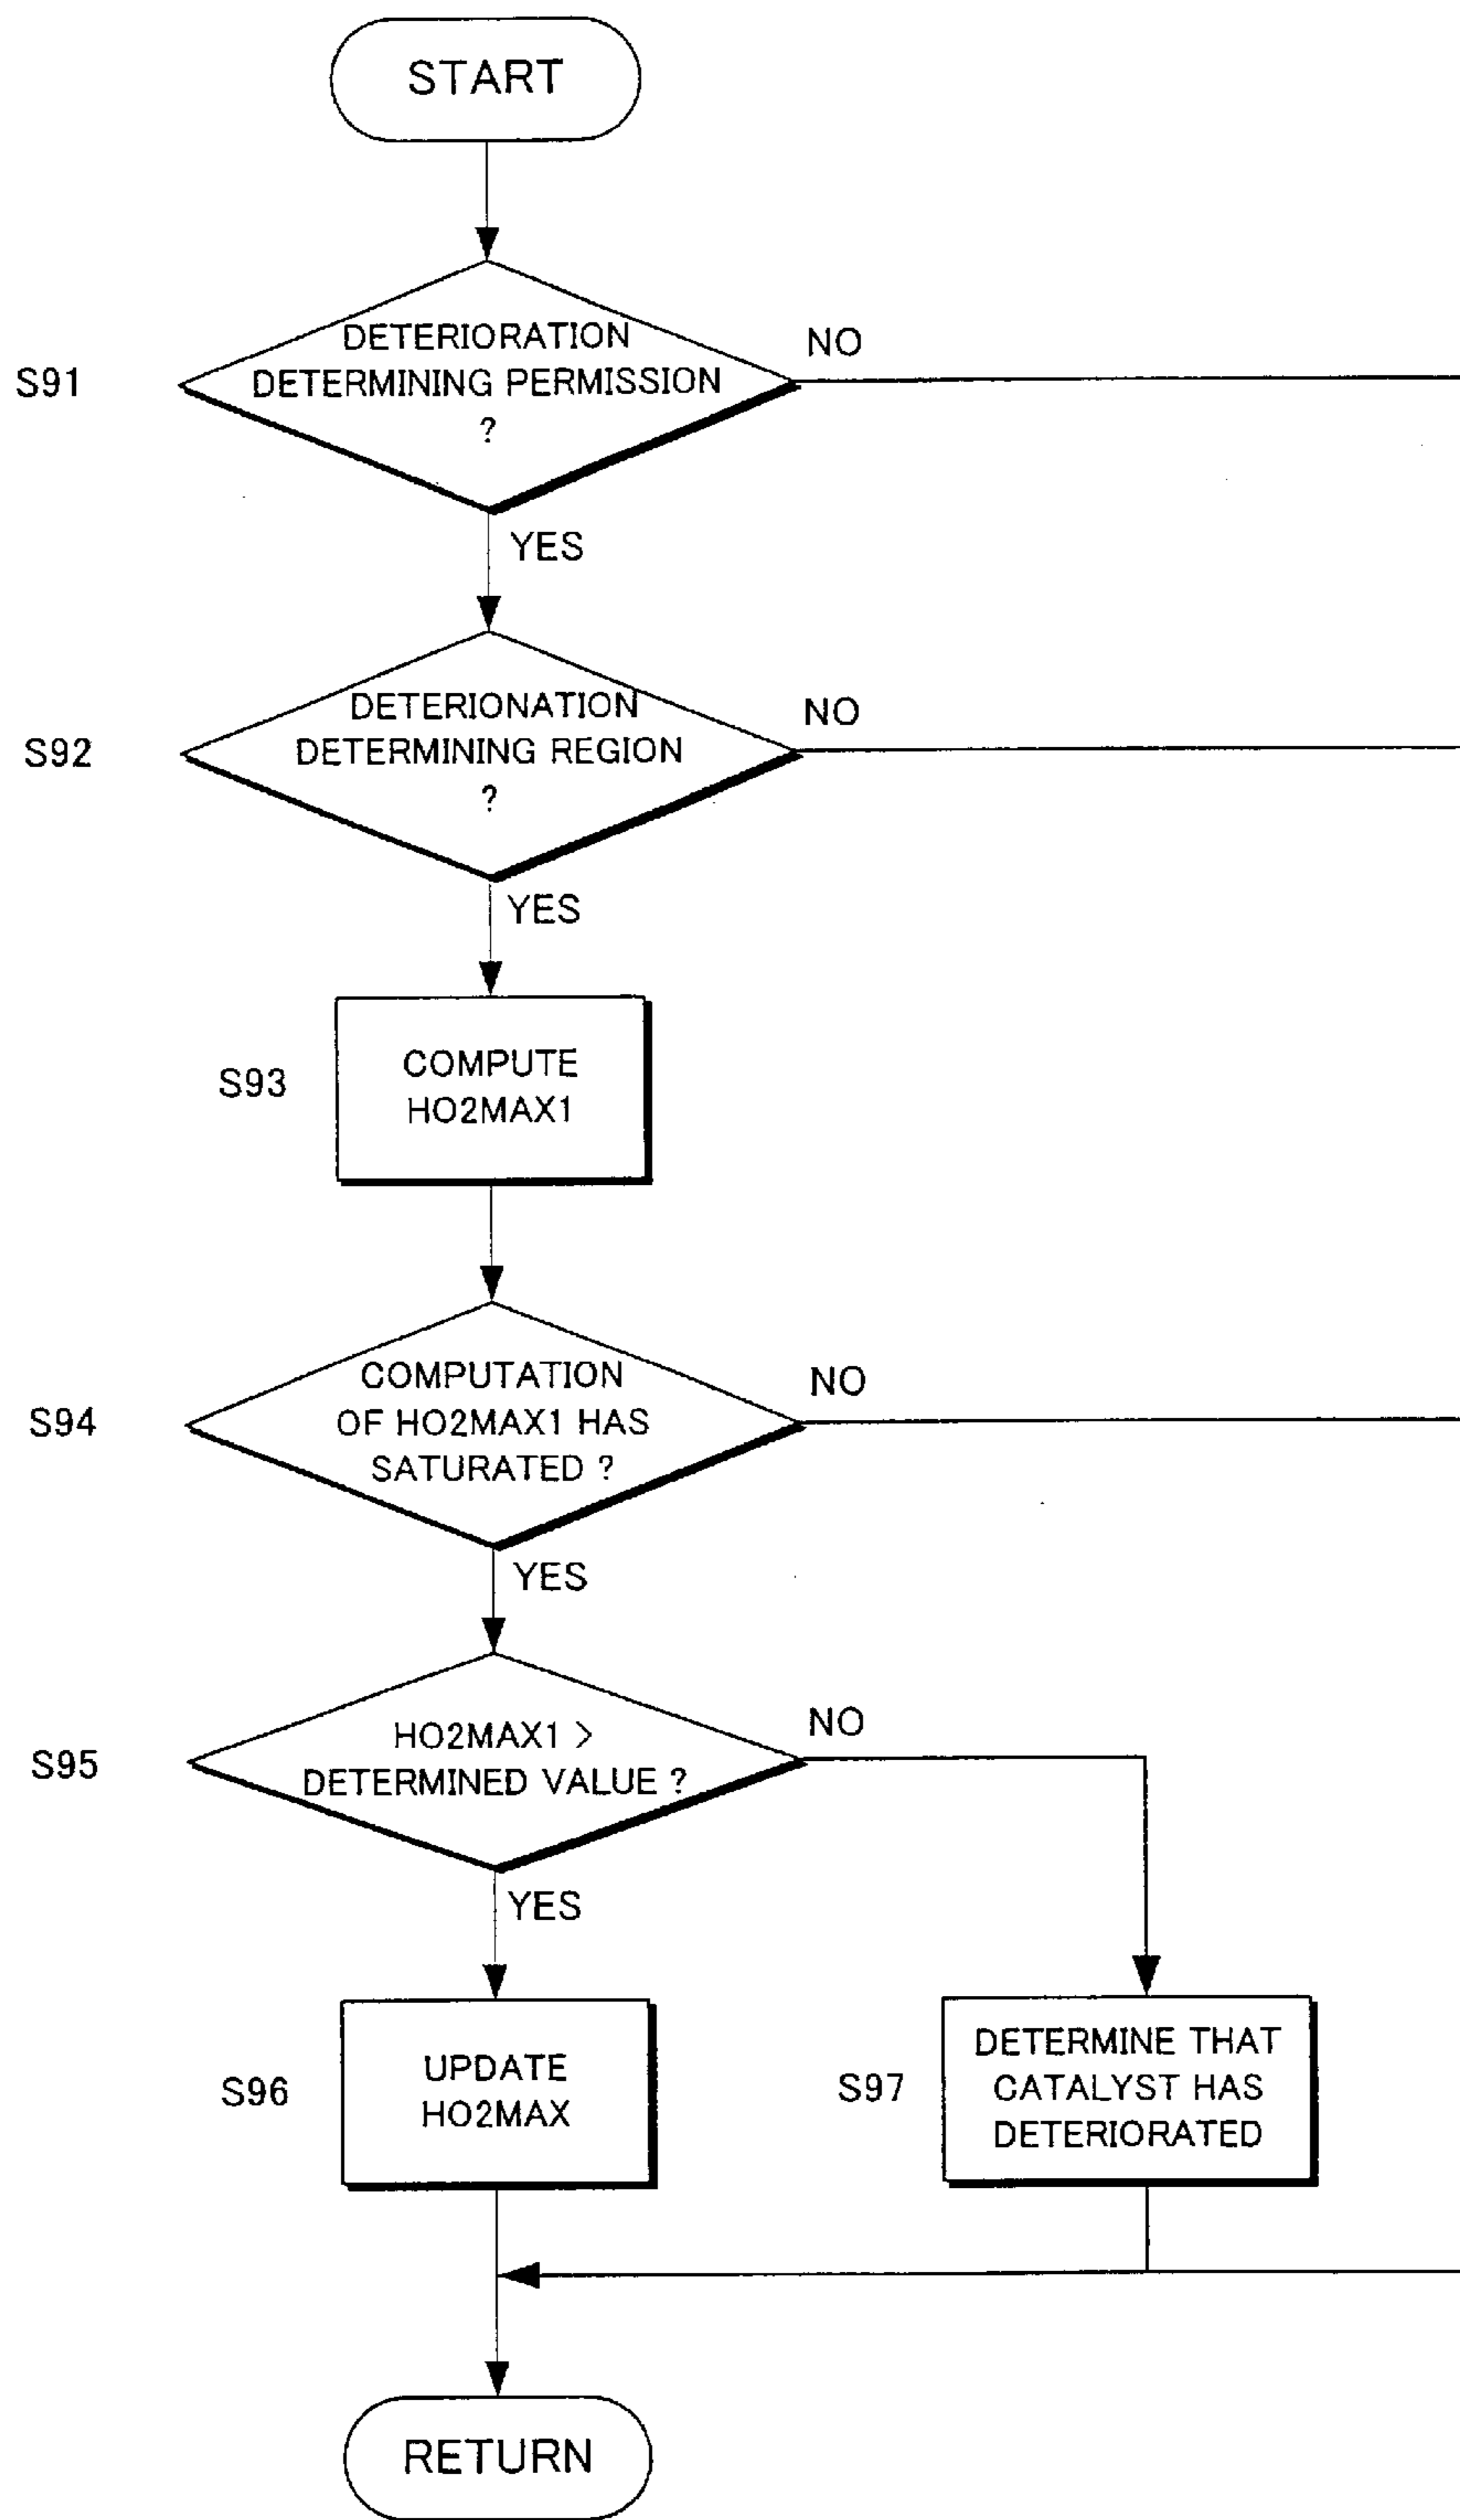 START
S91
DETERIORATION
DETERMINING PERMISSION
?
NO
YES
S92
DETERIONATION
DETERMINING REGION
?
NO
YES
S93
COMPUTE
HO2MAX1
S94
COMPUTATION
OF HO2MAX1 HAS
SATURATED ?
NO
YES
S95
HO2MAX1 >
DETERMINED VALUE ?
NO
YES
S96
UPDATE
HO2MAX
S97
DETERMINE THAT
CATALYST HAS
DETERIORATED
RETURN